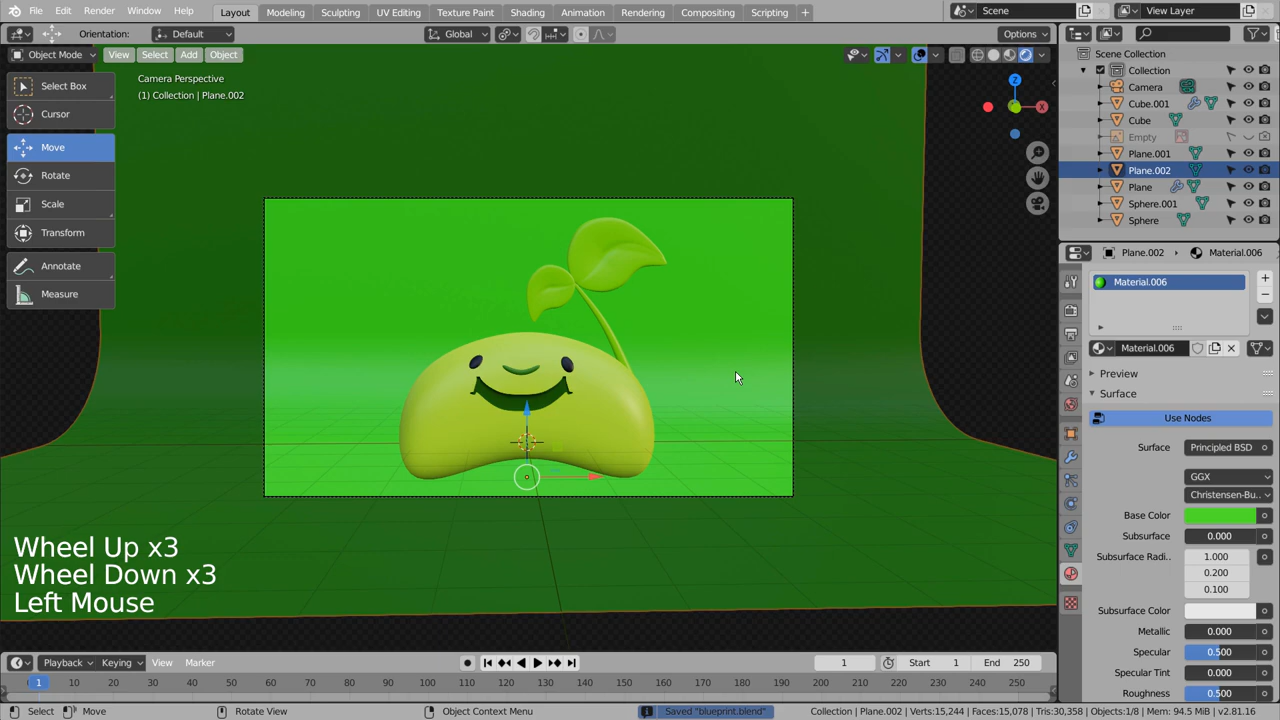 File Edit Render Window Help Layout Modeling Sculpting UV Editing Texture Paint Shading Animation Rendering Compositing Scripting + Scene View Layer
Orientation: Default Global Options
Object Mode View Select Add Object
Camera Perspective
(1) Collection | Plane.002
Select Box
Cursor
Move
Rotate
Scale
Transform
Annotate
Measure
Z
X
Scene Collection
Collection
Camera
Cube.001
Cube
Empty
Plane.001
Plane.002
Plane
Sphere.001
Sphere
Plane.002 Material.006
Material.006
Material.006
Preview
Surface
Use Nodes
Surface Principled BSD
GGX
Christensen-Bu..
Base Color
Subsurface 0.000
Subsurface Radi.. 1.000
0.200
0.100
Subsurface Color
Metallic 0.000
Specular 0.500
Specular Tint 0.000
Roughness 0.500
Wheel Up x3
Wheel Down x3
Left Mouse
Playback Keying View Marker 1 Start 1 End 250
1 10 20 30 40 50 60 70 80 90 100 110 120 130 140 150 160 170 180 190 200 210 220 230 240 250
Select Move Rotate View Object Context Menu Saved "blueprint.blend" Collection | Plane.002 | Verts:15,244 | Faces:15,078 | Tris:30,358 | Objects:1/8 | Mem: 94.5 MiB | v2.81.16